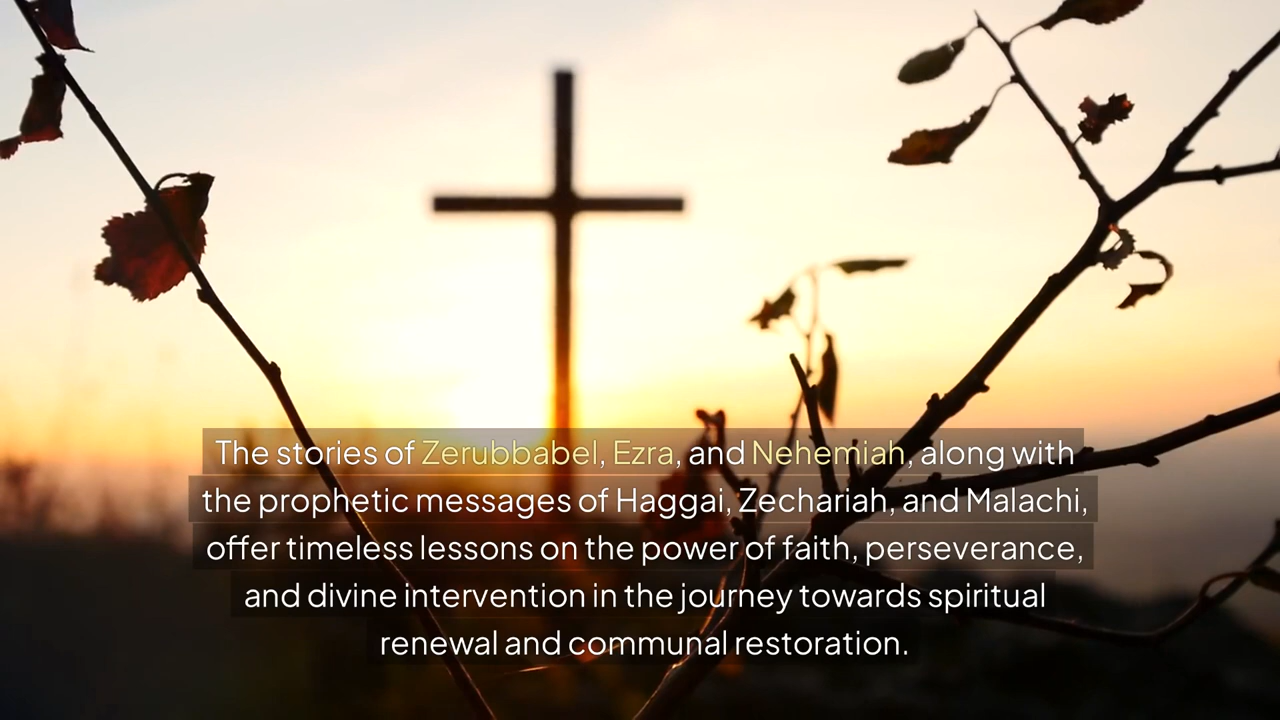 The stories of Zerubbabel, Ezra, and Nehemiah, along with
the prophetic messages of Haggai, Zechariah, and Malachi,
offer timeless lessons on the power of faith, perseverance,
and divine intervention in the journey towards spiritual
renewal and communal restoration.